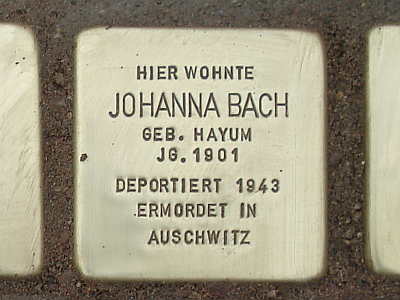 HIER WOHNTE
JOHANNA BACH
GEB. HAYUM
JG. 1901
DEPORTIERT 1943
ERMORDET IN
AUSCHWITZ